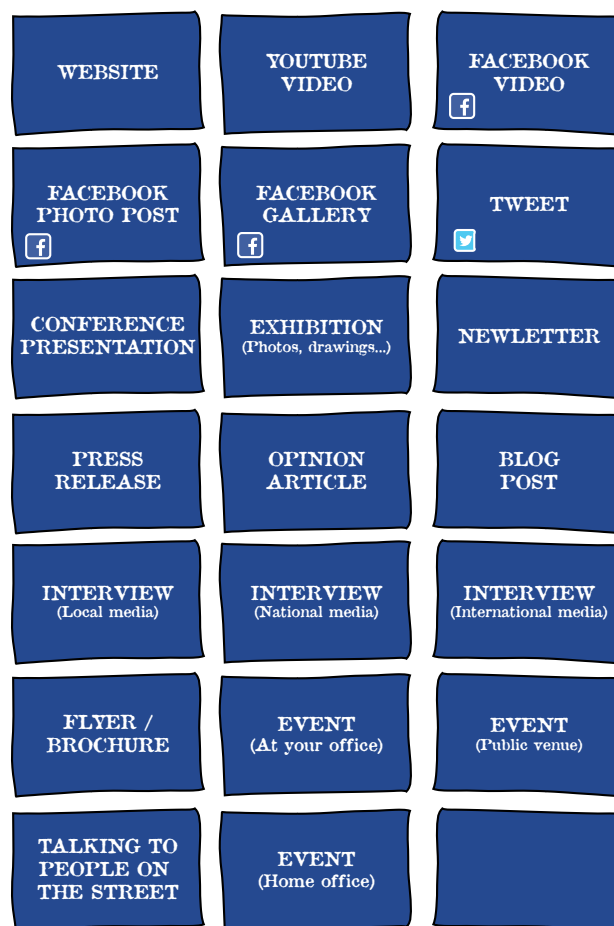 WEBSITE
YOUTUBE
VIDEO
FACEBOOK
VIDEO
FACEBOOK
PHOTO POST
FACEBOOK
GALLERY
TWEET
CONFERENCE
PRESENTATION
EXHIBITION
(Photos, drawings...)
NEWLETTER
PRESS
RELEASE
OPINION
ARTICLE
BLOG
POST
INTERVIEW
(Local media)
INTERVIEW
(National media)
INTERVIEW
(International media)
FLYER /
BROCHURE
EVENT
(At your office)
EVENT
(Public venue)
TALKING TO
PEOPLE ON
THE STREET
EVENT
(Home office)